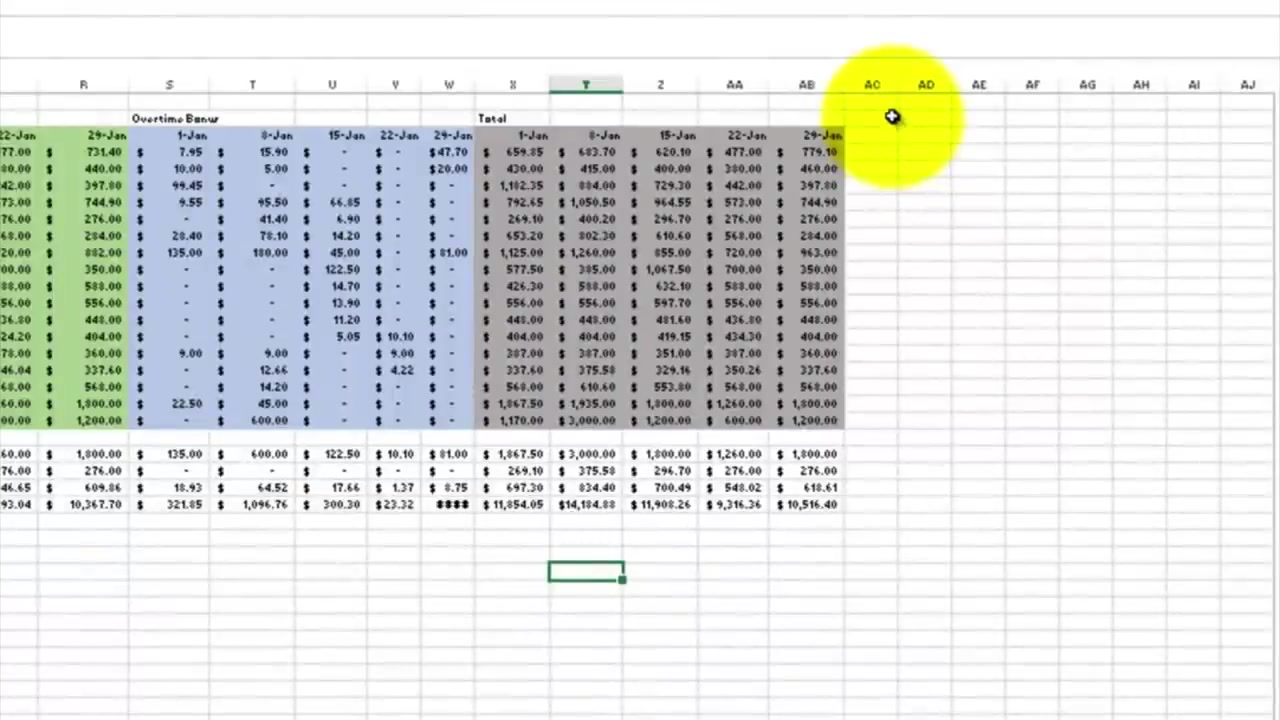 R S T U V W X Y Z AA AB AC AD AE AF AG AH AI AJ
Overtime Bonus Total
22-Jan 29-Jan 1-Jan 8-Jan 15-Jan 22-Jan 29-Jan 1-Jan 8-Jan 15-Jan 22-Jan 29-Jan
77.00 $ 731.40 $ 7.95 $ 15.90 $ - $ - $47.70 $ 659.85 $ 683.70 $ 620.10 $ 477.00 $ 779.10
80.00 $ 440.00 $ 10.00 $ 5.00 $ - $ - $20.00 $ 430.00 $ 415.00 $ 400.00 $ 380.00 $ 460.00
42.00 $ 397.80 $ 99.45 $ - $ - $ - $ - $ 1,182.35 $ 884.00 $ 729.30 $ 442.00 $ 397.80
73.00 $ 744.90 $ 9.55 $ 95.50 $ 66.85 $ - $ - $ 792.65 $ 1,050.50 $ 964.55 $ 573.00 $ 744.90
76.00 $ 276.00 $ - $ 41.40 $ 6.90 $ - $ - $ 269.10 $ 400.20 $ 296.70 $ 276.00 $ 276.00
68.00 $ 284.00 $ 28.40 $ 78.10 $ 14.20 $ - $ - $ 653.20 $ 802.30 $ 610.60 $ 568.00 $ 284.00
20.00 $ 882.00 $ 135.00 $ 180.00 $ 45.00 $ - $ 81.00 $ 1,125.00 $ 1,260.00 $ 855.00 $ 720.00 $ 963.00
00.00 $ 350.00 $ - $ - $ 122.50 $ - $ - $ 577.50 $ 385.00 $ 1,067.50 $ 700.00 $ 350.00
88.00 $ 588.00 $ - $ - $ 14.70 $ - $ - $ 426.30 $ 588.00 $ 632.10 $ 588.00 $ 588.00
56.00 $ 556.00 $ - $ - $ 13.90 $ - $ - $ 556.00 $ 556.00 $ 597.70 $ 556.00 $ 556.00
36.80 $ 448.00 $ - $ - $ 11.20 $ - $ - $ 448.00 $ 448.00 $ 481.60 $ 436.80 $ 448.00
24.20 $ 404.00 $ - $ - $ 5.05 $ 10.10 $ - $ 404.00 $ 404.00 $ 419.15 $ 434.30 $ 404.00
78.00 $ 360.00 $ 9.00 $ 9.00 $ - $ 9.00 $ - $ 387.00 $ 387.00 $ 351.00 $ 387.00 $ 360.00
46.04 $ 337.60 $ - $ 12.66 $ - $ 4.22 $ - $ 337.60 $ 375.58 $ 329.16 $ 350.26 $ 337.60
68.00 $ 568.00 $ - $ 14.20 $ - $ - $ - $ 568.00 $ 610.60 $ 553.80 $ 568.00 $ 568.00
60.00 $ 1,800.00 $ 22.50 $ 45.00 $ - $ - $ - $ 1,867.50 $ 1,935.00 $ 1,800.00 $ 1,260.00 $ 1,800.00
00.00 $ 1,200.00 $ - $ 600.00 $ - $ - $ - $ 1,170.00 $ 3,000.00 $ 1,200.00 $ 600.00 $ 1,200.00
60.00 $ 1,800.00 $ 135.00 $ 600.00 $ 122.50 $ 10.10 $ 81.00 $ 1,867.50 $ 3,000.00 $ 1,800.00 $ 1,260.00 $ 1,800.00
76.00 $ 276.00 $ - $ - $ - $ - $ - $ 269.10 $ 375.58 $ 296.70 $ 276.00 $ 276.00
46.65 $ 609.86 $ 18.93 $ 64.52 $ 17.66 $ 1.37 $ 8.75 $ 697.30 $ 834.40 $ 700.49 $ 548.02 $ 618.61
93.04 $ 10,367.70 $ 321.85 $ 1,096.76 $ 300.30 $23.32 #### $ 11,854.05 $14,184.88 $ 11,908.26 $ 9,316.36 $ 10,516.40